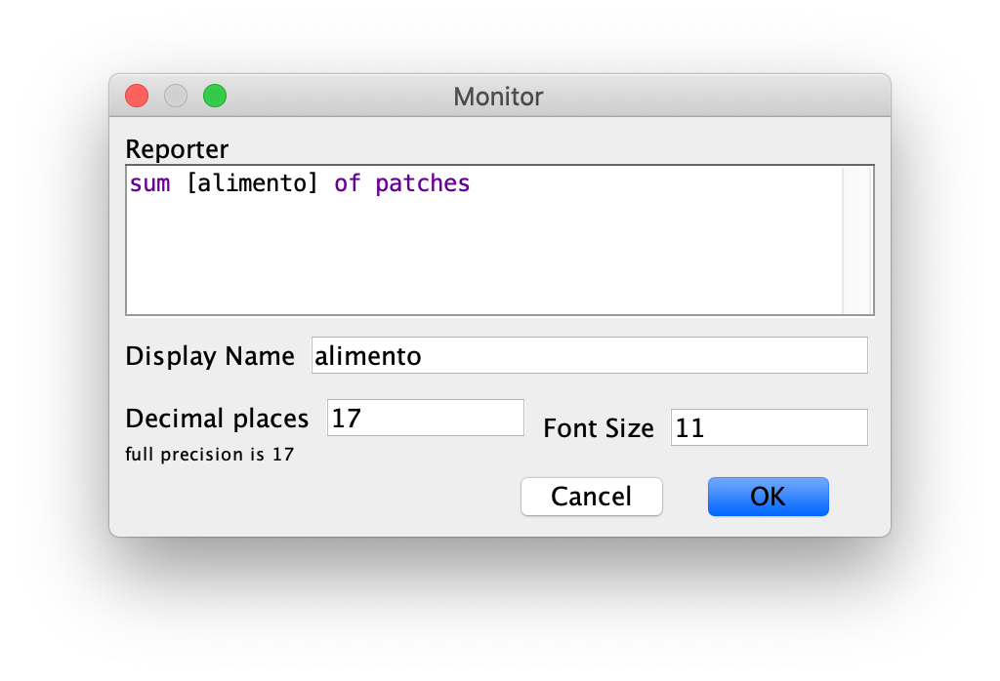 Monitor
Reporter
sum [alimento] of patches
Display Name alimento
Decimal places 17 Font Size 11
full precision is 17
Cancel OK